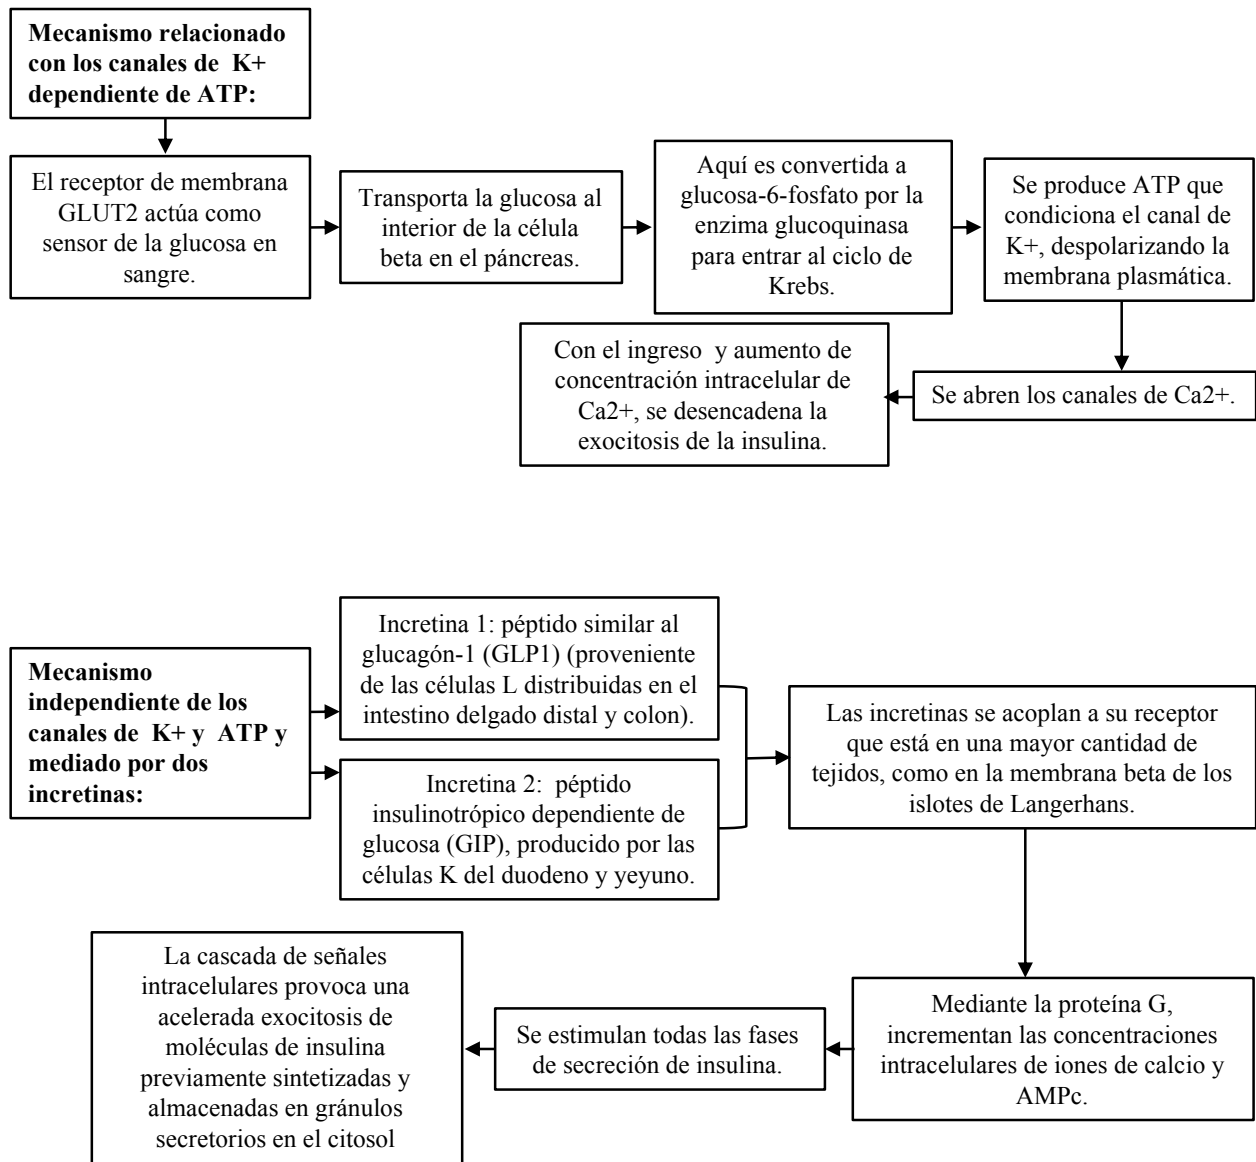 Mecanismo relacionado
con los canales de K+
dependiente de ATP:
El receptor de membrana
GLUT2 actúa como
sensor de la glucosa en
sangre.
Transporta la glucosa al
interior de la célula
beta en el páncreas.
Aquí es convertida a
glucosa-6-fosfato por la
enzima glucoquinasa
para entrar al ciclo de
Krebs.
Se produce ATP que
condiciona el canal de
K+, despolarizando la
membrana plasmática.
Se abren los canales de Ca2+.
Con el ingreso y aumento de
concentración intracelular de
Ca2+, se desencadena la
exocitosis de la insulina.
Mecanismo
independiente de los
canales de K+ y ATP y
mediado por dos
incretinas:
Incretina 1: péptido similar al
glucagón-1 (GLP1) (proveniente
de las células L distribuidas en el
intestino delgado distal y colon).
Incretina 2: péptido
insulinotrópico dependiente de
glucosa (GIP), producido por las
células K del duodeno y yeyuno.
Las incretinas se acoplan a su receptor
que está en una mayor cantidad de
tejidos, como en la membrana beta de los
islotes de Langerhans.
Mediante la proteína G,
incrementan las concentraciones
intracelulares de iones de calcio y
AMPc.
Se estimulan todas las fases
de secreción de insulina.
La cascada de señales
intracelulares provoca una
acelerada exocitosis de
moléculas de insulina
previamente sintetizadas y
almacenadas en gránulos
secretorios en el citosol